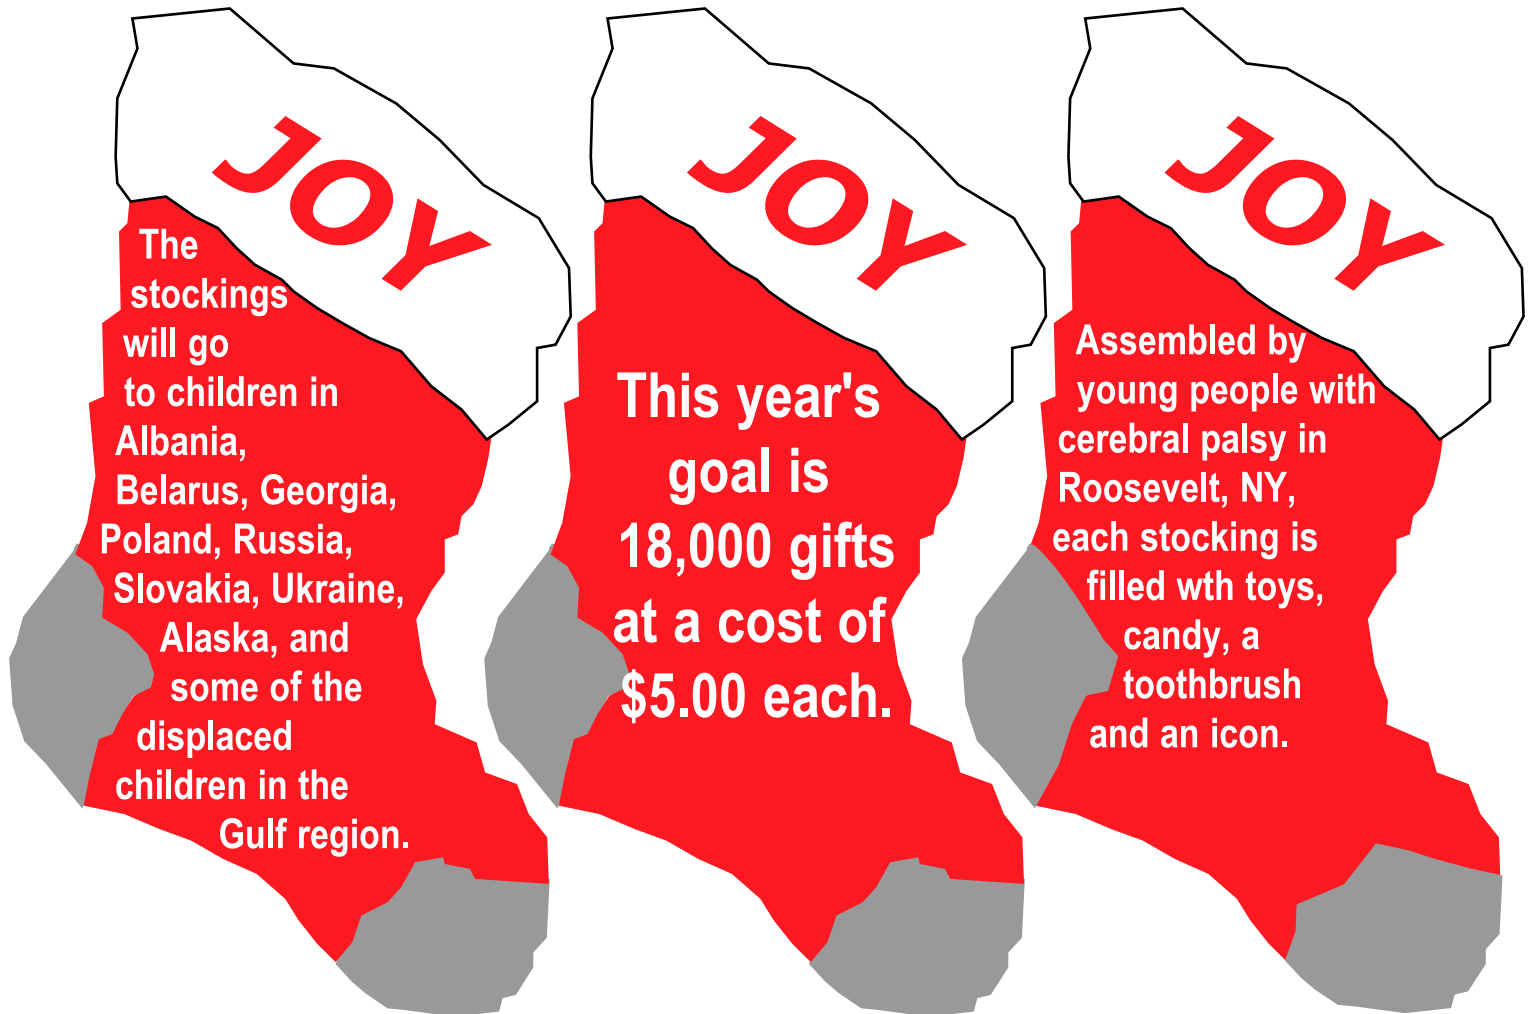 JOY
The
stockings
will go
to children in
Albania,
Belarus, Georgia,
Poland, Russia,
Slovakia, Ukraine,
Alaska, and
some of the
displaced
children in the
Gulf region.
JOY
This year's
goal is
18,000 gifts
at a cost of
$5.00 each.
JOY
Assembled by
young people with
cerebral palsy in
Roosevelt, NY,
each stocking is
filled wth toys,
candy, a
toothbrush
and an icon.